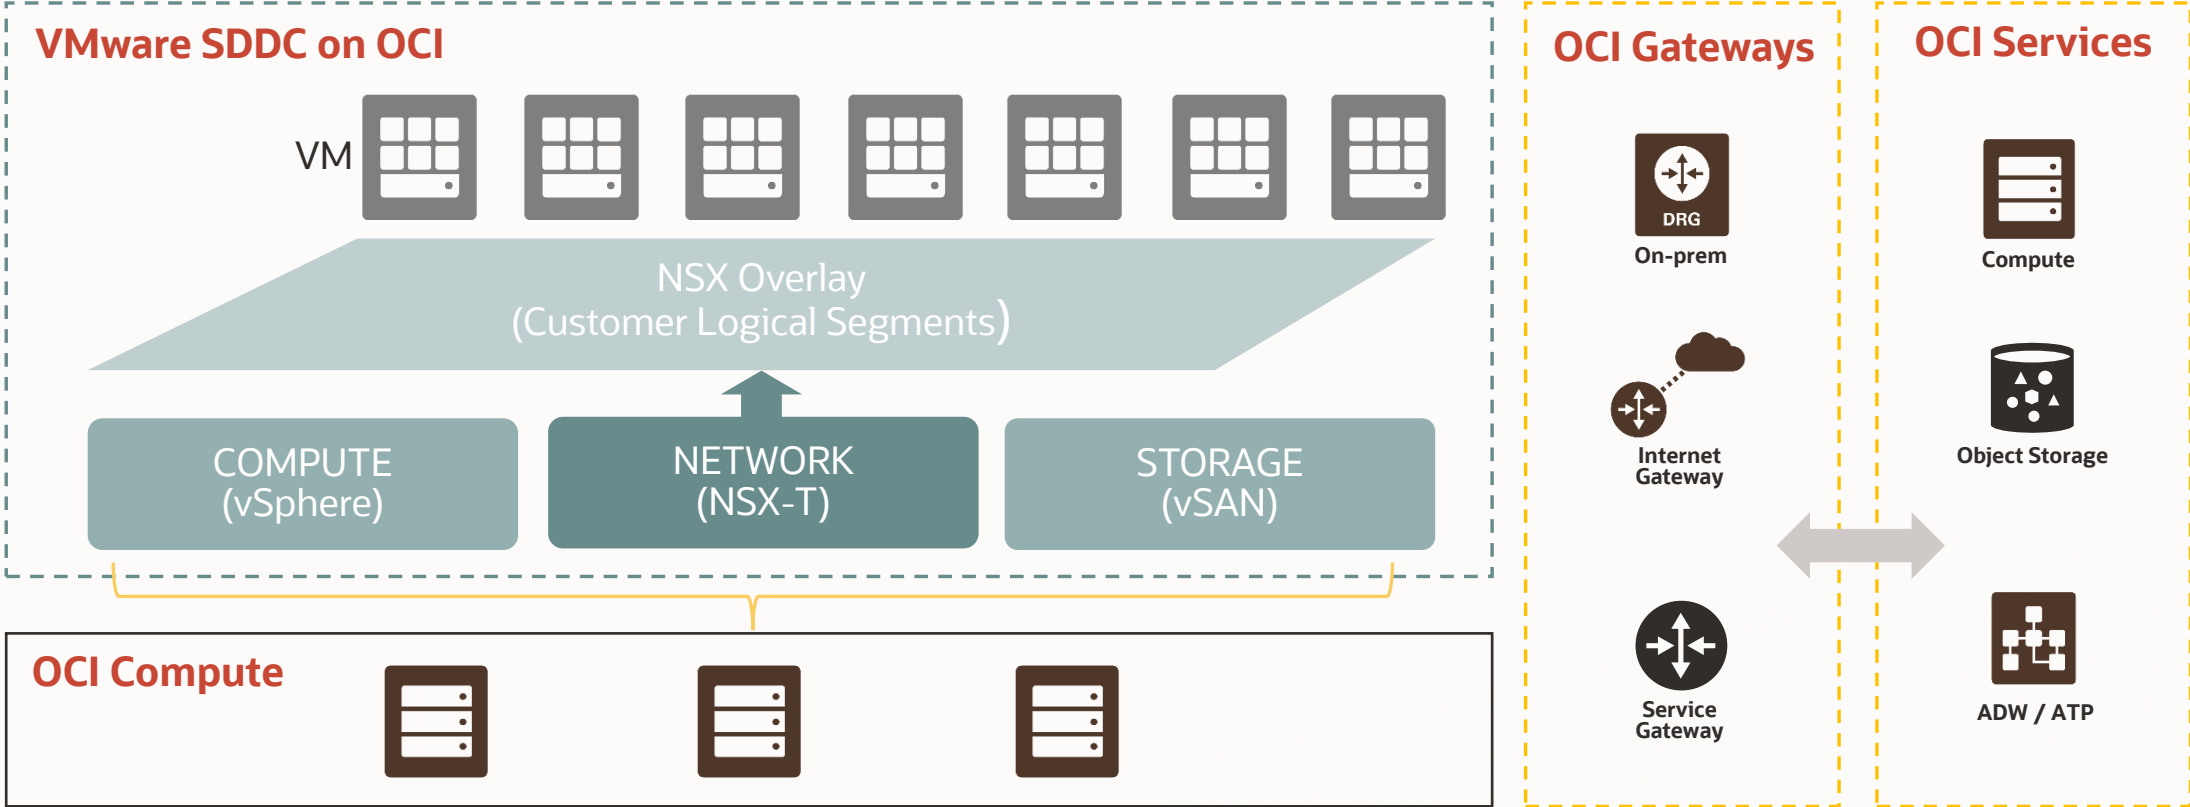 VMware SDDC on OCI
VM
NSX Overlay
(Customer Logical Segments)
COMPUTE
(vSphere)
NETWORK
(NSX-T)
STORAGE
(vSAN)
OCI Compute
OCI Gateways
DRG
On-prem
Internet
Gateway
Service
Gateway
OCI Services
Compute
Object Storage
ADW / ATP